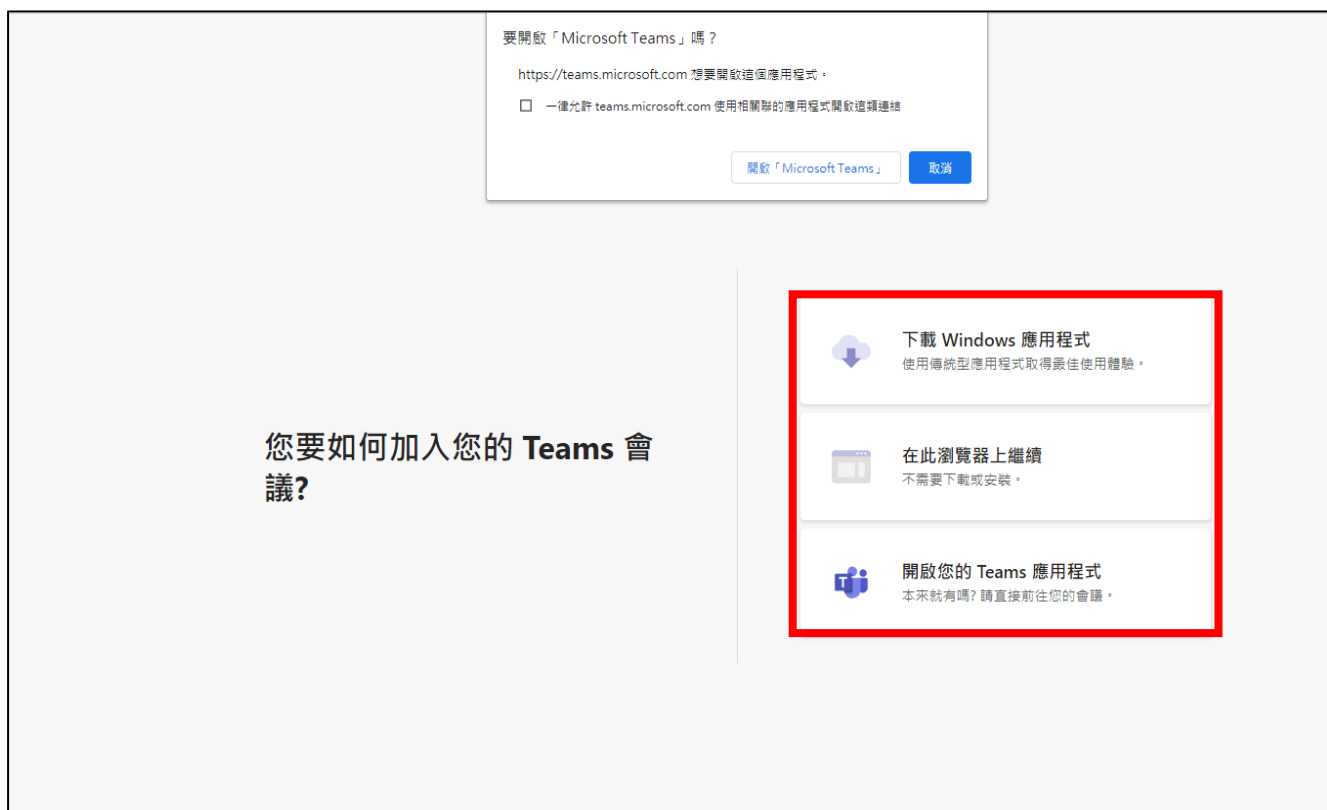 要開啟「Microsoft Teams」嗎？
https://teams.microsoft.com 想要開啟這個應用程式。
一律允許 teams.microsoft.com 使用相關聯的應用程式開啟這類連結
開啟「Microsoft Teams」
取消
您要如何加入您的 Teams 會
議?
下載 Windows 應用程式
使用傳統型應用程式取得最佳使用體驗。
在此瀏覽器上繼續
不需要下載或安裝。
開啟您的 Teams 應用程式
本來就有嗎? 請直接前往您的會議。